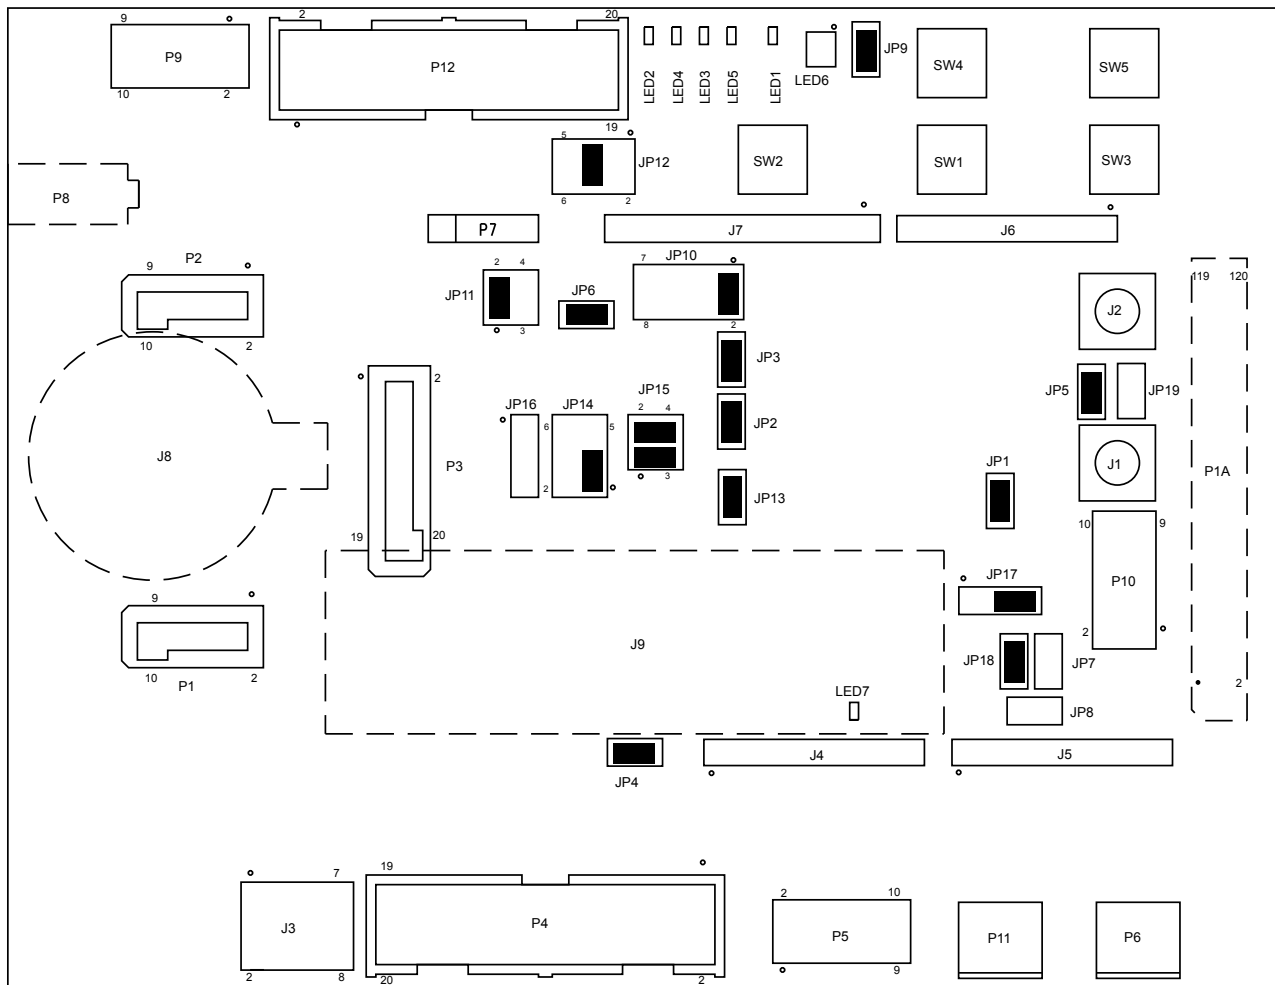 9
2
20
P9
P12
LED2
LED4
LED3
LED5
LED1
LED6
JP9
SW4
SW5
10
2
19
5
JP12
6
2
SW2
SW1
SW3
P8
P7
J7
J6
P2
9
10
2
2
4
JP11
3
JP6
7
JP10
8
2
119
120
J2
JP3
JP5
JP19
JP16
JP14
JP15
6
5
2
4
2
3
JP2
J8
2
P3
19
20
JP13
JP1
J1
P1A
10
9
P10
2
JP17
9
10
2
P1
J9
JP18
JP7
LED7
JP8
2
JP4
J4
J5
7
J3
2
8
19
P4
20
2
2
10
P5
9
P11
P6